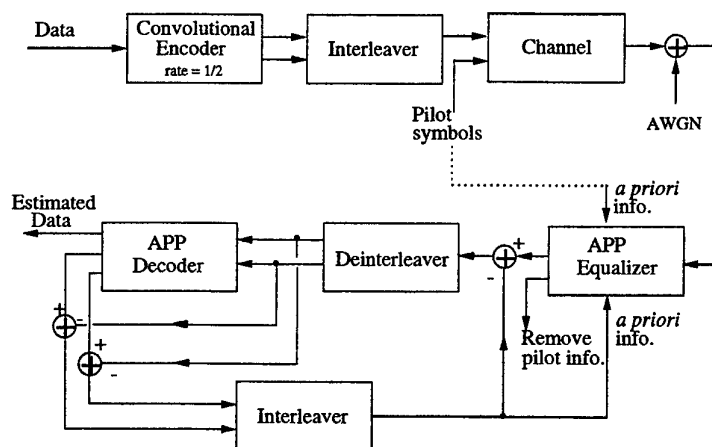 Data
Convolutional
Encoder
rate = 1/2
Interleaver
Channel
+
Pilot
symbols
AWGN
Estimated
Data
APP
Decoder
Deinterleaver
+
-
a priori
info.
APP
Equalizer
+
-
+
-
Remove
pilot info.
a priori
info.
Interleaver